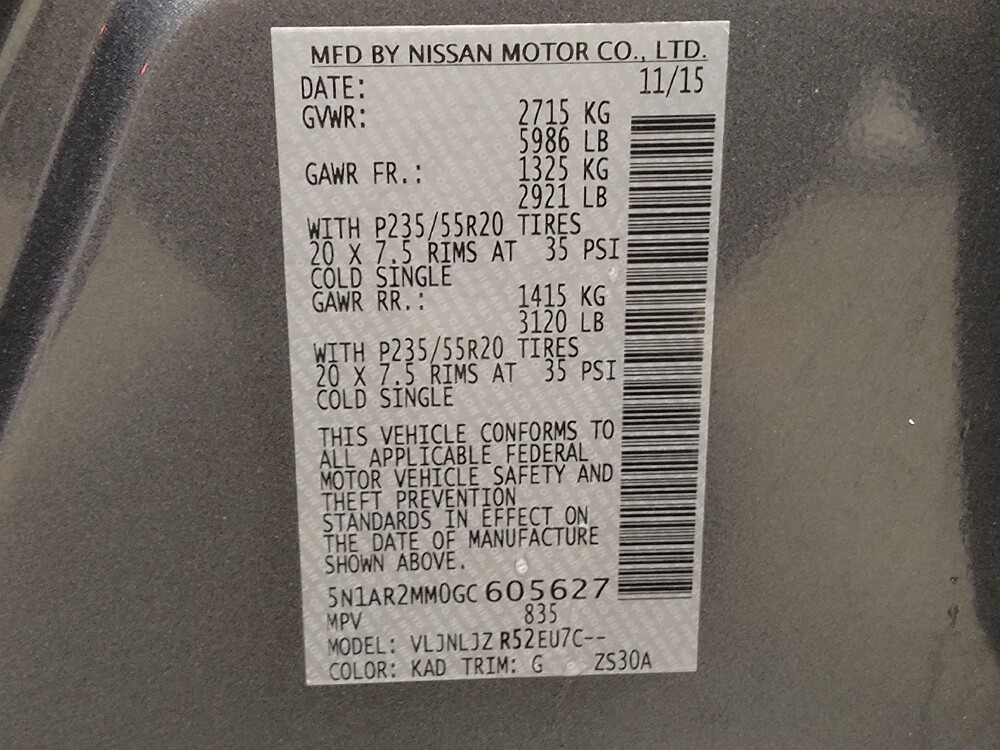 MFD BY NISSAN MOTOR CO., LTD.
DATE: 11/15
GVWR: 2715 KG
5986 LB
GAWR FR.: 1325 KG
2921 LB
WITH P235/55R20 TIRES
20 X 7.5 RIMS AT 35 PSI
COLD SINGLE
GAWR RR.: 1415 KG
3120 LB
WITH P235/55R20 TIRES
20 X 7.5 RIMS AT 35 PSI
COLD SINGLE
THIS VEHICLE CONFORMS TO
ALL APPLICABLE FEDERAL
MOTOR VEHICLE SAFETY AND
THEFT PREVENTION
STANDARDS IN EFFECT ON
THE DATE OF MANUFACTURE
SHOWN ABOVE.
5N1AR2MM0GC605627
MPV 835
MODEL: VLJNLJZ R52EU7C--
COLOR: KAD TRIM: G ZS30A